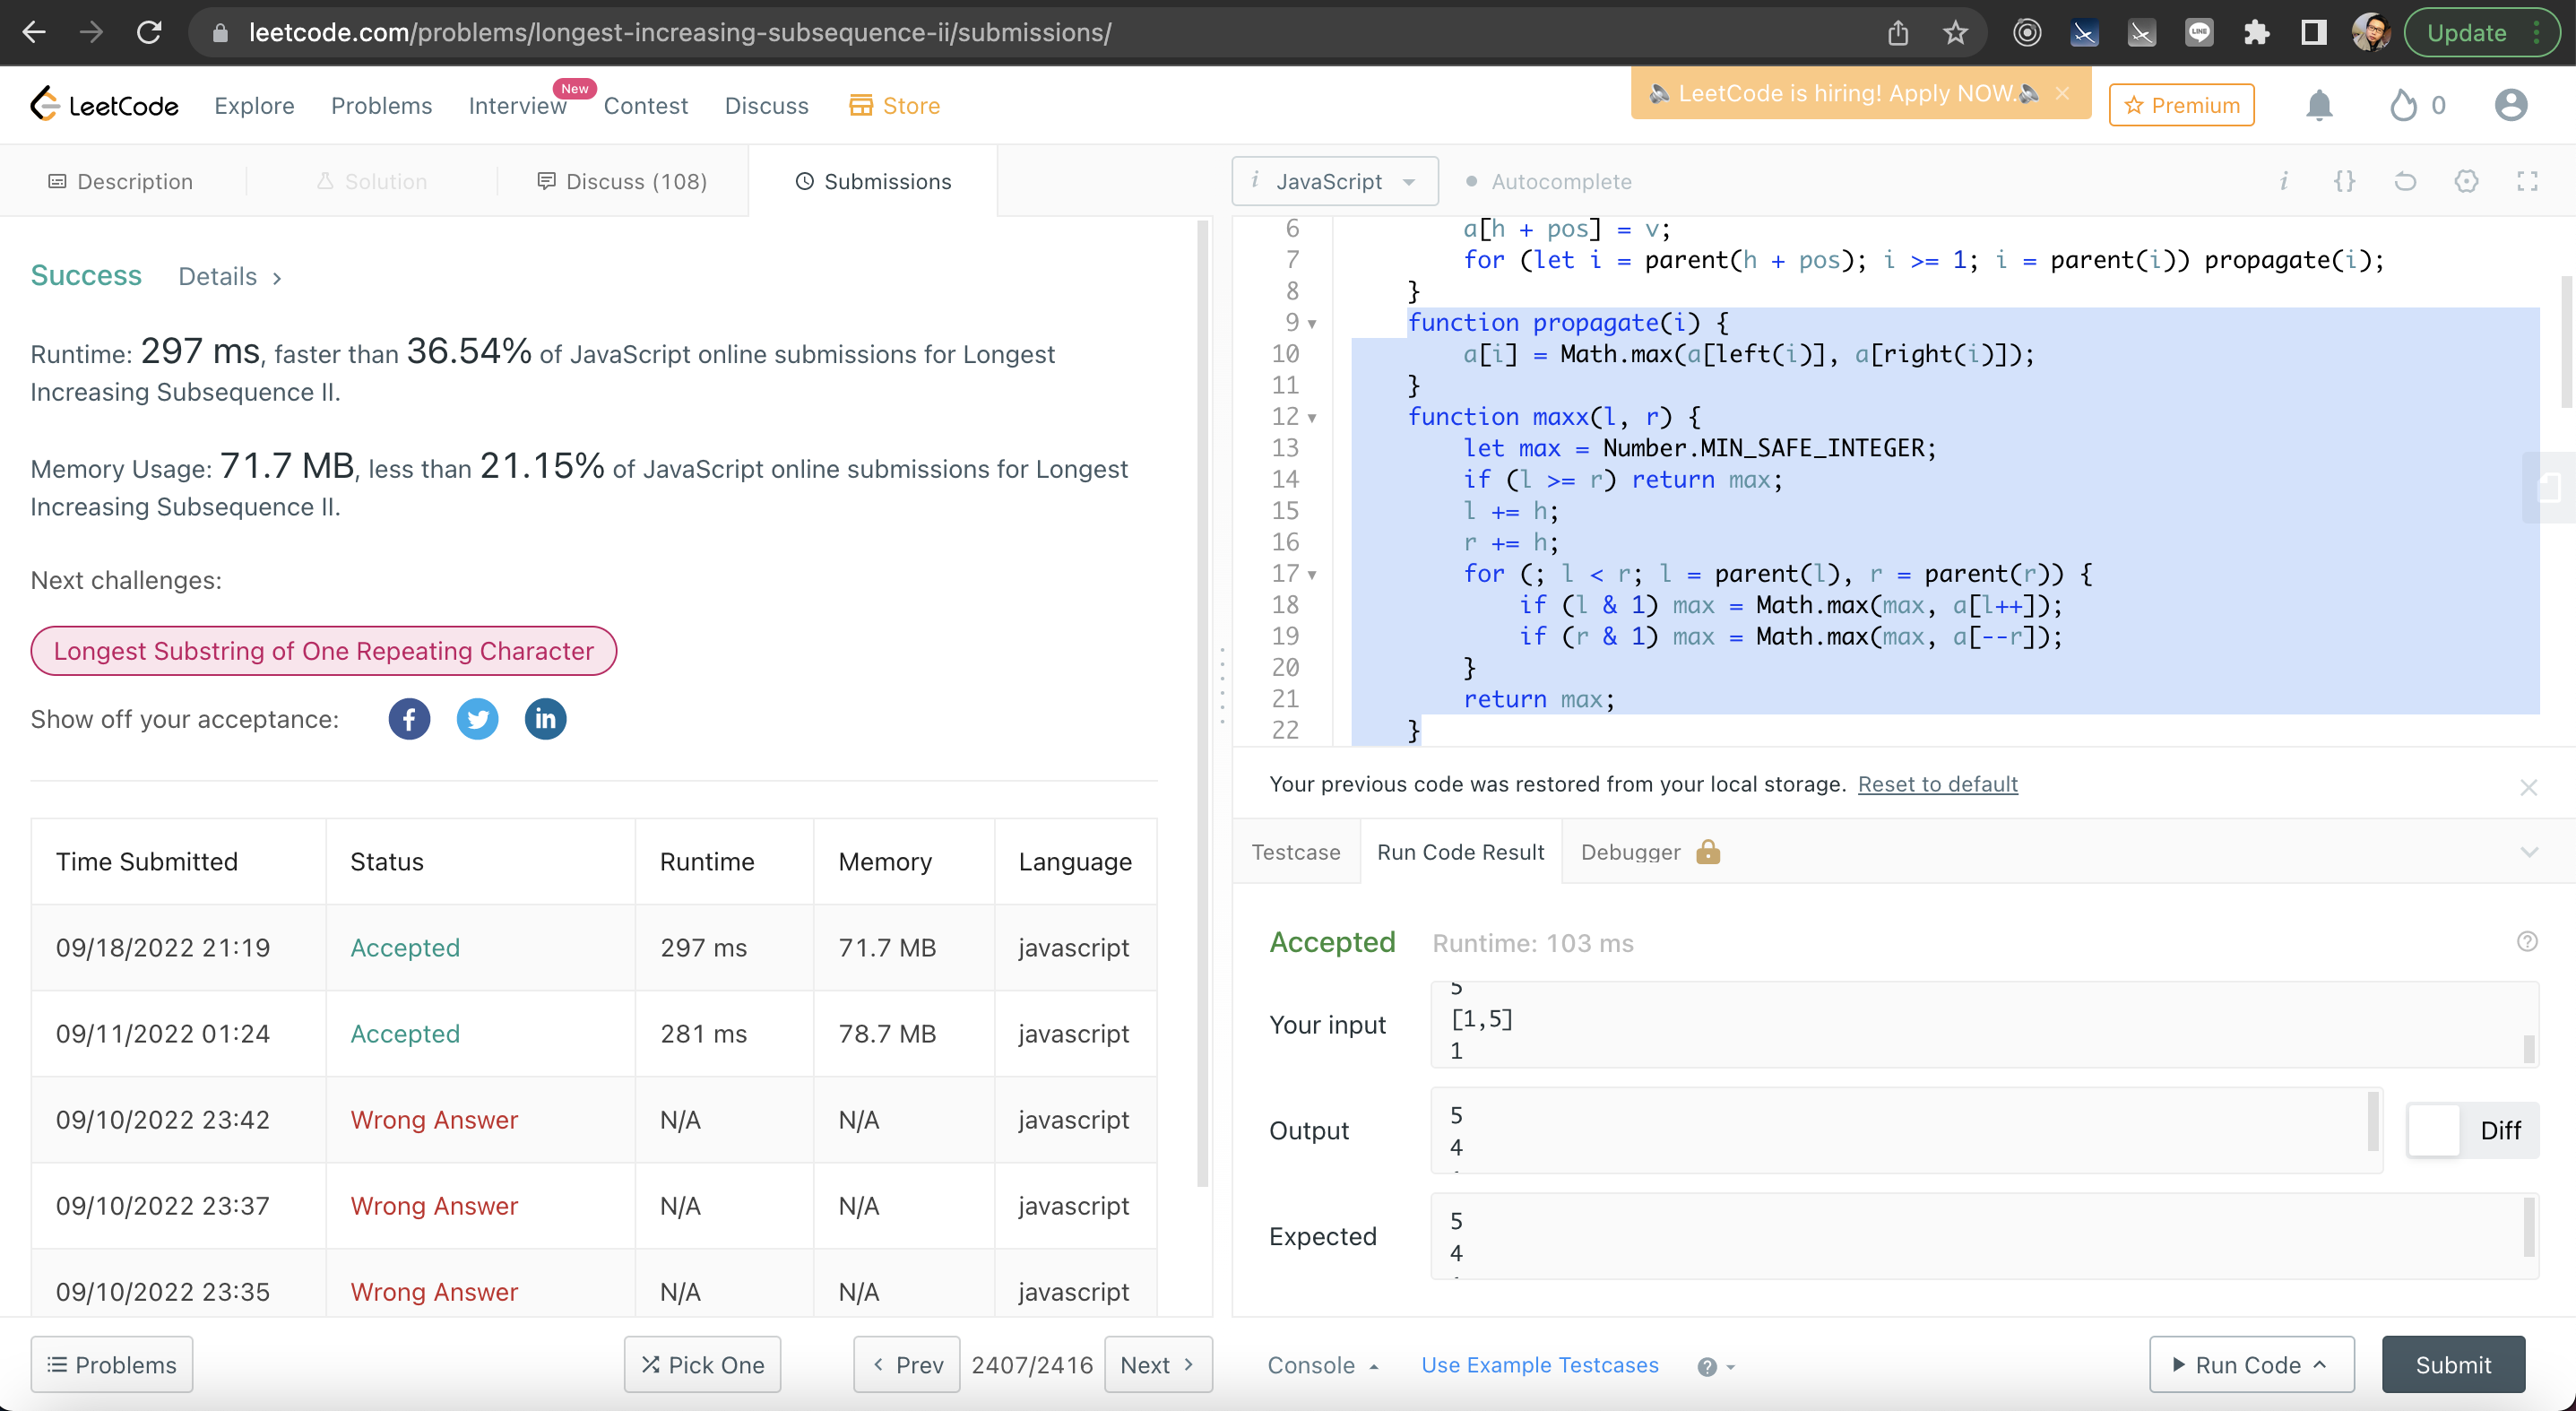 leetcode.com/problems/longest-increasing-subsequence-ii/submissions/
LINE
Update
LeetCode
Explore
Problems
Interview
New
Contest
Discuss
Store
LeetCode is hiring! Apply NOW.
Premium
0
Description
Solution
Discuss (108)
Submissions
i JavaScript
Autocomplete
i {}
Success Details >
Runtime: 297 ms, faster than 36.54% of JavaScript online submissions for Longest
Increasing Subsequence II.
Memory Usage: 71.7 MB, less than 21.15% of JavaScript online submissions for Longest
Increasing Subsequence II.
Next challenges:
Longest Substring of One Repeating Character
Show off your acceptance:
Time Submitted Status Runtime Memory Language
09/18/2022 21:19 Accepted 297 ms 71.7 MB javascript
09/11/2022 01:24 Accepted 281 ms 78.7 MB javascript
09/10/2022 23:42 Wrong Answer N/A N/A javascript
09/10/2022 23:37 Wrong Answer N/A N/A javascript
09/10/2022 23:35 Wrong Answer N/A N/A javascript
Problems
Pick One
Prev
2407/2416
Next
6 a[h + pos] = v;
7 for (let i = parent(h + pos); i >= 1; i = parent(i)) propagate(i);
8 }
9 function propagate(i) {
10 a[i] = Math.max(a[left(i)], a[right(i)]);
11 }
12 function maxx(l, r) {
13 let max = Number.MIN_SAFE_INTEGER;
14 if (l >= r) return max;
15 l += h;
16 r += h;
17 for (; l < r; l = parent(l), r = parent(r)) {
18 if (l & 1) max = Math.max(max, a[l++]);
19 if (r & 1) max = Math.max(max, a[--r]);
20 }
21 return max;
22 }
Your previous code was restored from your local storage. Reset to default
Testcase
Run Code Result
Debugger
Accepted Runtime: 103 ms
Your input
5
[1,5]
1
Output
5
4
Diff
Expected
5
4
Console
Use Example Testcases
Run Code
Submit